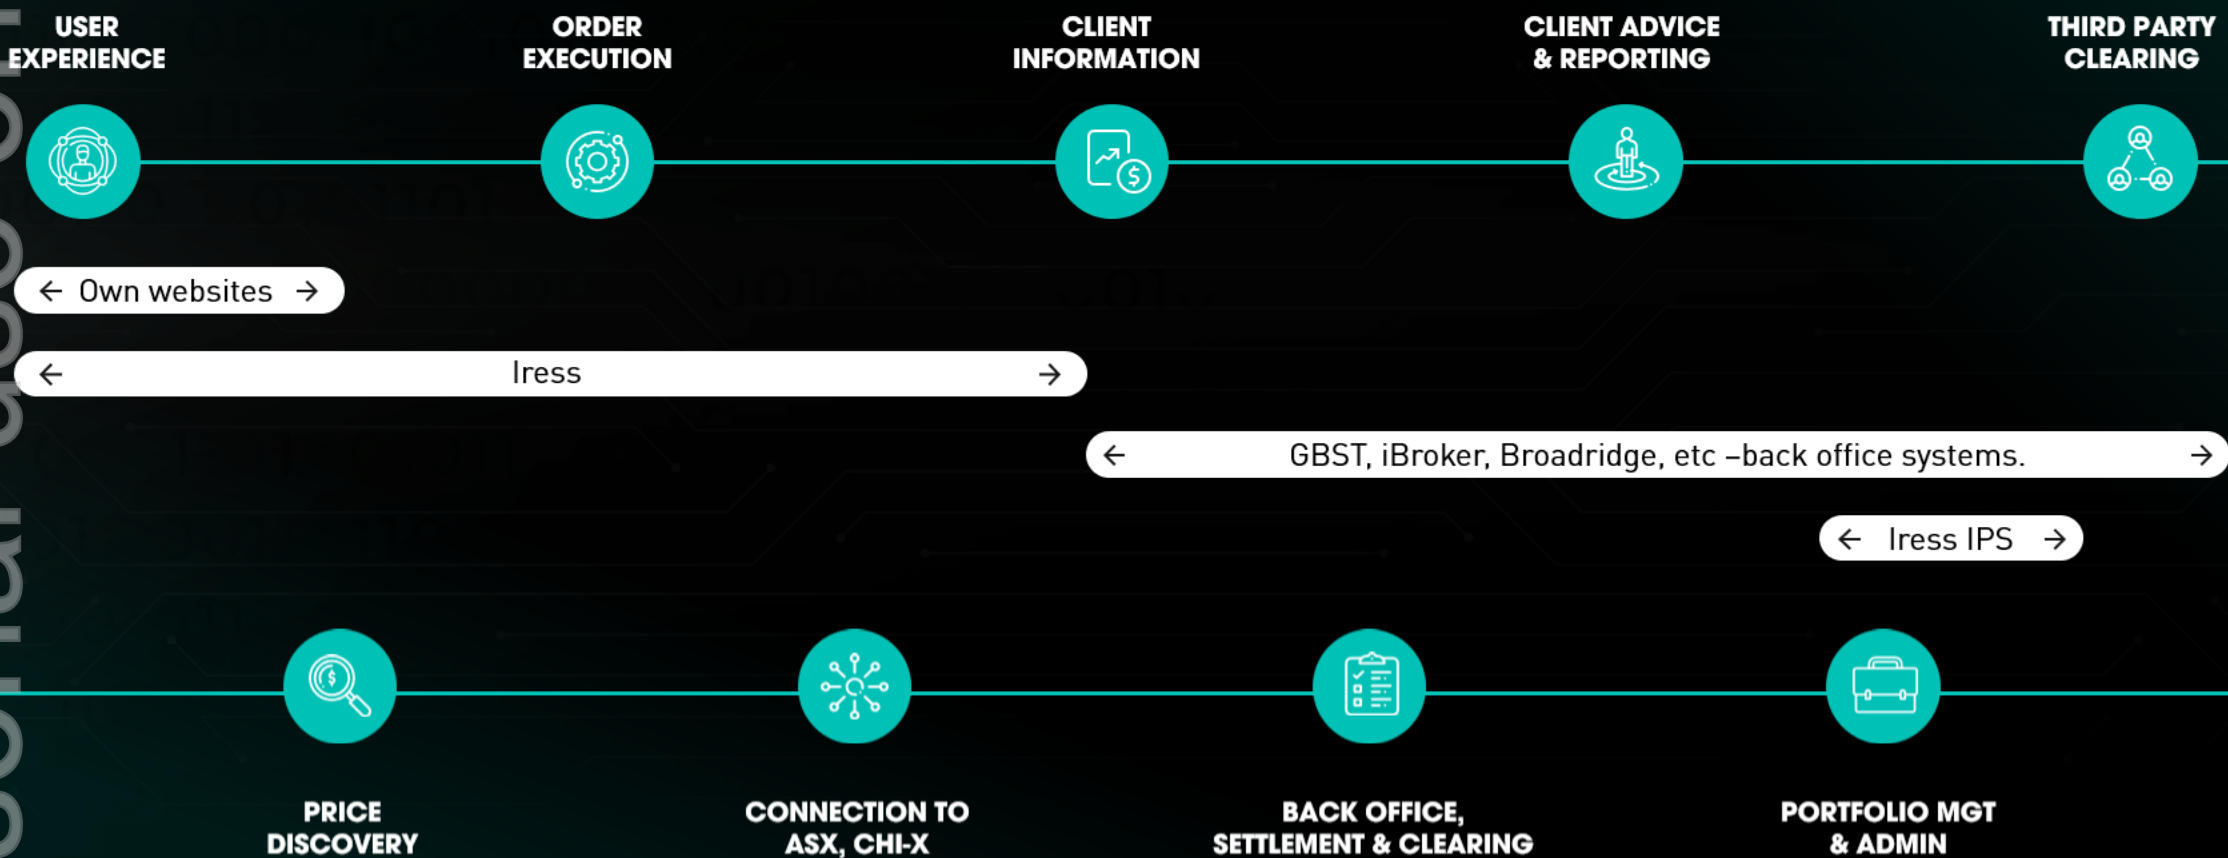 USER
EXPERIENCE
ORDER
EXECUTION
CLIENT
INFORMATION
CLIENT ADVICE
& REPORTING
THIRD PARTY
CLEARING
← Own websites →
← Iress →
← GBST, iBroker, Broadridge, etc –back office systems. →
← Iress IPS →
PRICE
DISCOVERY
CONNECTION TO
ASX, CHI-X
BACK OFFICE,
SETTLEMENT & CLEARING
PORTFOLIO MGT
& ADMIN